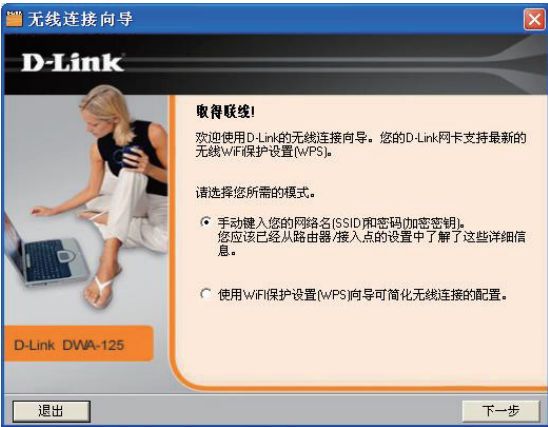 无线连接向导
D-Link
取得联线!
欢迎使用D-Link的无线连接向导。您的D-Link网卡支持最新的
无线WiFi保护设置(WPS)。
请选择您所需的模式。
手动键入您的网络名(SSID)和密码(加密密钥)。
您应该已经从路由器/接入点的设置中了解了这些详细信
息。
使用WiFI保护设置(WPS)向导可简化无线连接的配置。
D-Link DWA-125
退出
下一步